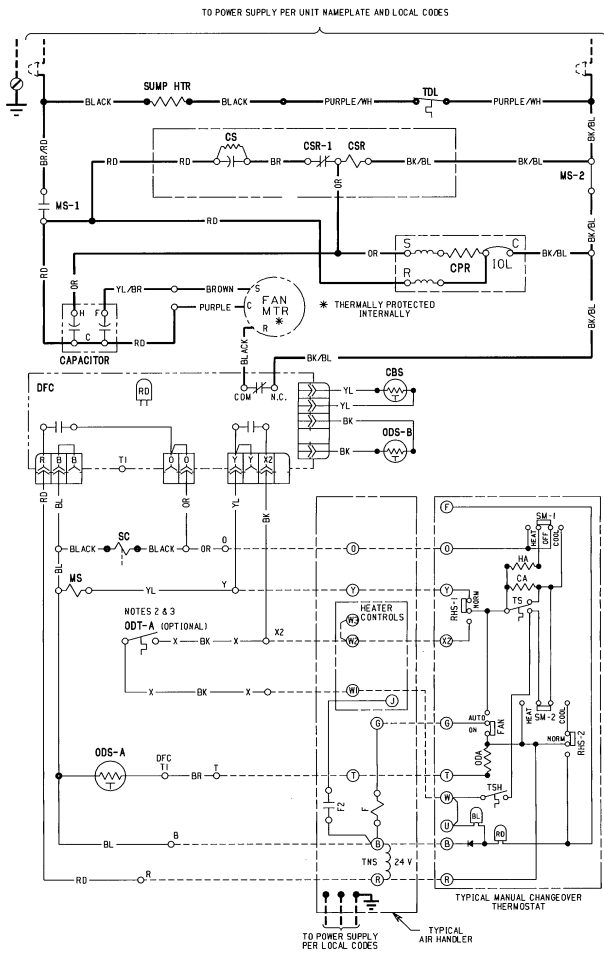 TO POWER SUPPLY PER UNIT NAMEPLATE AND LOCAL CODES
SUMP HTR
TDL
BLACK
BLACK
PURPLE/WH
PURPLE/WH
BR/RD
BK/BL
CS
CSR-1
CSR
RD
RD
BR
BK/BL
BK/BL
MS-2
MS-1
OR
RD
RD
BK/BL
OR
S
CPR
IOL
C
BK/BL
R
OR
YL/BR
BROWN
S
PURPLE
C
FAN
MTR
*
R
* THERMALLY PROTECTED
INTERNALLY
H
F
C
RD
CAPACITOR
BLACK
BK/BL
BK/BL
DFC
RD
COM
N.C.
YL
CBS
YL
BK
ODS-B
BK
R
B
B
T1
O
O
Y
Y
X2
RD
BL
OR
YL
BK
SC
BLACK
BLACK
OR
O
O
O
BL
MS
YL
Y
Y
Y
NOTES 2 & 3
ODT-A (OPTIONAL)
X
BK
X
X2
HEATER
CONTROLS
W3
W2
X2
X
BK
X
W1
J
G
G
ODS-A
DFC
T1
BR
T
T
T
F2
F
W
U
BL
B
B
B
TNS
24 V
RD
R
R
R
F
SM-1
HEAT
OFF
COOL
HA
CA
TS
RHS-1
NORM
HEAT
SM-2
COOL
AUTO
ON
FAN
NORM
RHS-2
ODA
TSH
BL
RD
TYPICAL MANUAL CHANGEOVER
THERMOSTAT
TYPICAL
AIR HANDLER
TO POWER SUPPLY
PER LOCAL CODES